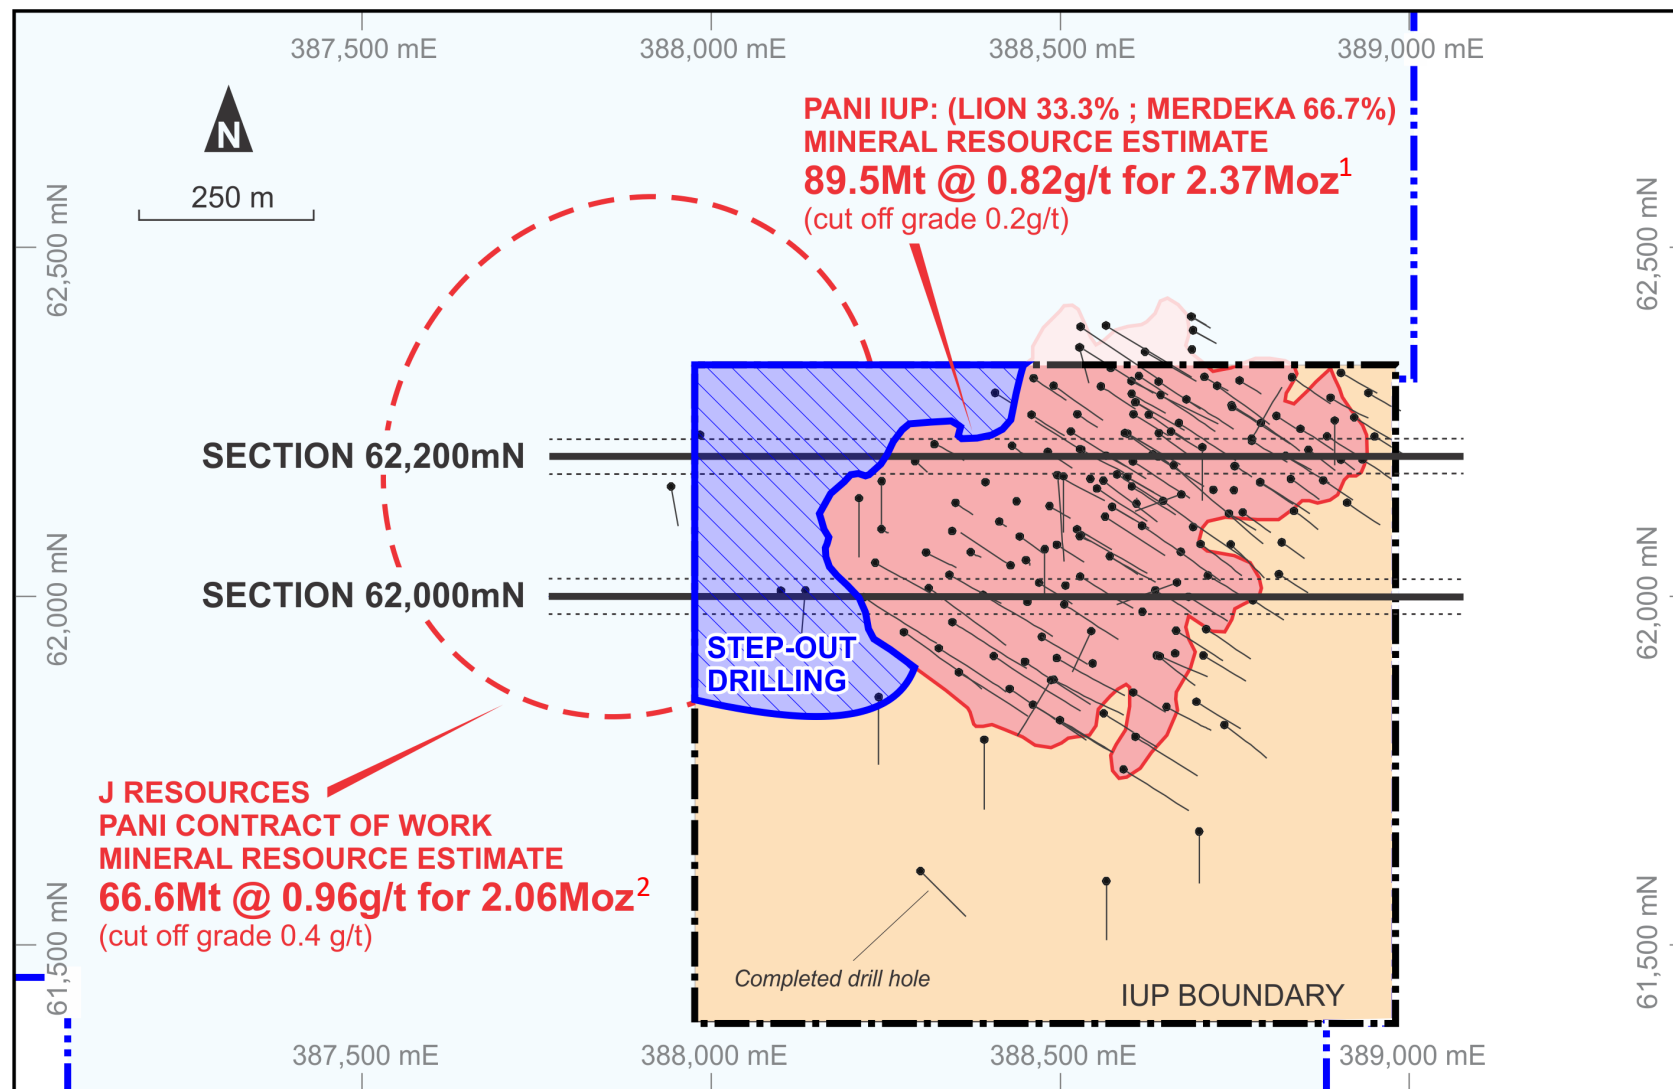 387,500 mE
388,000 mE
388,500 mE
389,000 mE
N
250 m
PANI IUP: (LION 33.3% ; MERDEKA 66.7%)
MINERAL RESOURCE ESTIMATE
89.5Mt @ 0.82g/t for 2.37Moz1
(cut off grade 0.2g/t)
62,500 mN
62,500 mN
SECTION 62,200mN
SECTION 62,000mN
62,000 mN
62,000 mN
STEP-OUT
DRILLING
J RESOURCES
PANI CONTRACT OF WORK
MINERAL RESOURCE ESTIMATE
66.6Mt @ 0.96g/t for 2.06Moz2
(cut off grade 0.4 g/t)
61,500 mN
61,500 mN
Completed drill hole
IUP BOUNDARY
387,500 mE
388,000 mE
388,500 mE
389,000 mE